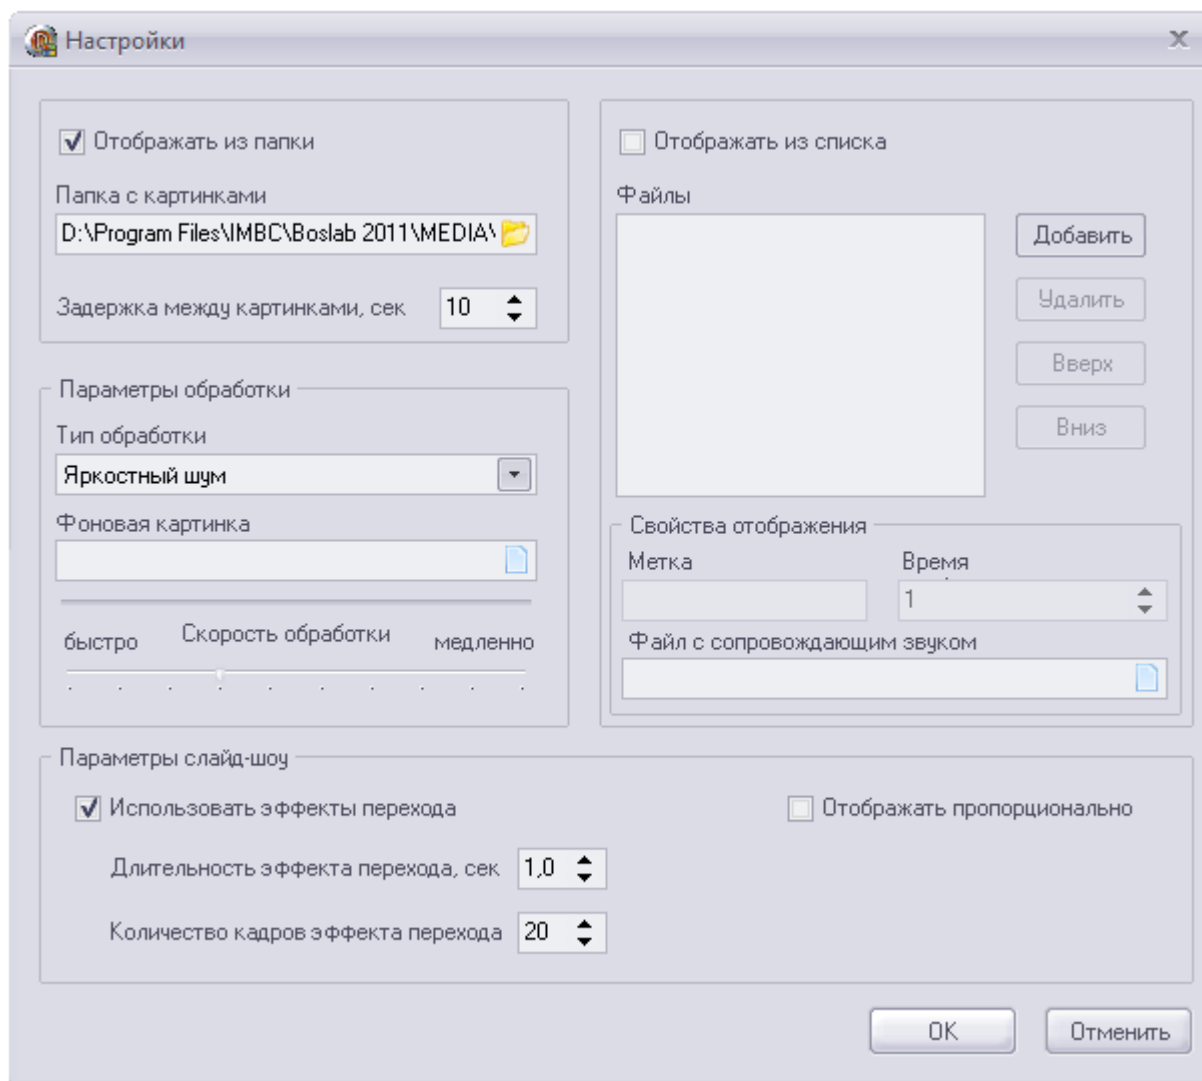 Настройки
Отображать из папки
Папка с картинками
D:\Program Files\IMBC\Boslab 2011\MEDIA\
Задержка между картинками, сек 10
Параметры обработки
Тип обработки
Яркостный шум
Фоновая картинка
быстро Скорость обработки медленно
Отображать из списка
Файлы
Добавить
Удалить
Вверх
Вниз
Свойства отображения
Метка Время
1
Файл с сопровождающим звуком
Параметры слайд-шоу
Использовать эффекты перехода Отображать пропорционально
Длительность эффекта перехода, сек 1,0
Количество кадров эффекта перехода 20
OK Отменить